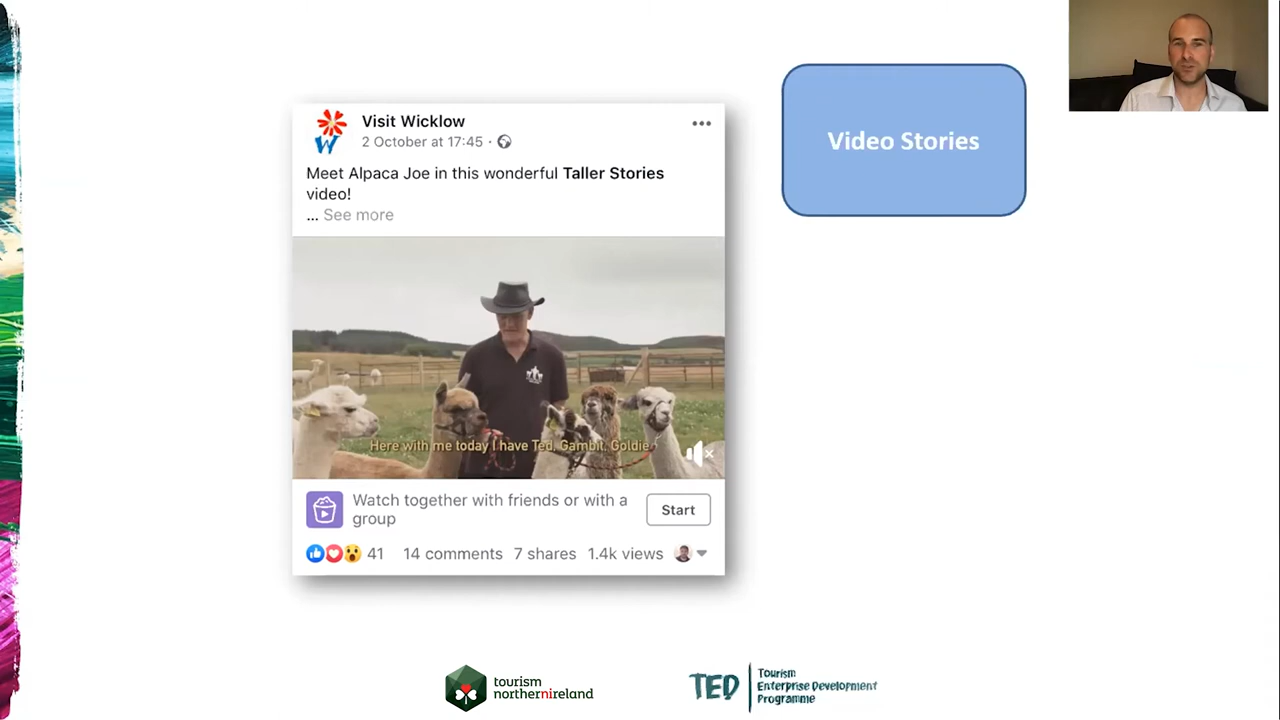 Visit Wicklow
2 October at 17:45 ·
Meet Alpaca Joe in this wonderful Taller Stories
video!
... See more
Here with me today I have Ted, Gambit, Goldie
Watch together with friends or with a
group
Start
41 14 comments 7 shares 1.4k views
Video Stories
tourism
northernireland
TED
Tourism
Enterprise Development
Programme